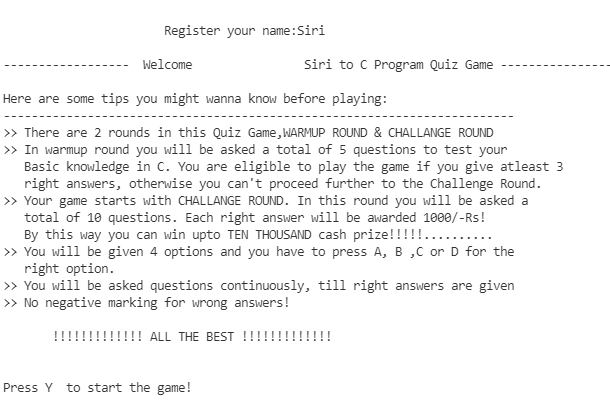 Register your name:Siri
------------------ Welcome Siri to C Program Quiz Game ----------------
Here are some tips you might wanna know before playing:
-------------------------------------------------------------------------
>> There are 2 rounds in this Quiz Game,WARMUP ROUND & CHALLANGE ROUND
>> In warmup round you will be asked a total of 5 questions to test your
Basic knowledge in C. You are eligible to play the game if you give atleast 3
right answers, otherwise you can't proceed further to the Challenge Round.
>> Your game starts with CHALLANGE ROUND. In this round you will be asked a
total of 10 questions. Each right answer will be awarded 1000/-Rs!
By this way you can win upto TEN THOUSAND cash prize!!!!!..........
>> You will be given 4 options and you have to press A, B ,C or D for the
right option.
>> You will be asked questions continuously, till right answers are given
>> No negative marking for wrong answers!
!!!!!!!!!!!!! ALL THE BEST !!!!!!!!!!!!!
Press Y  to start the game!